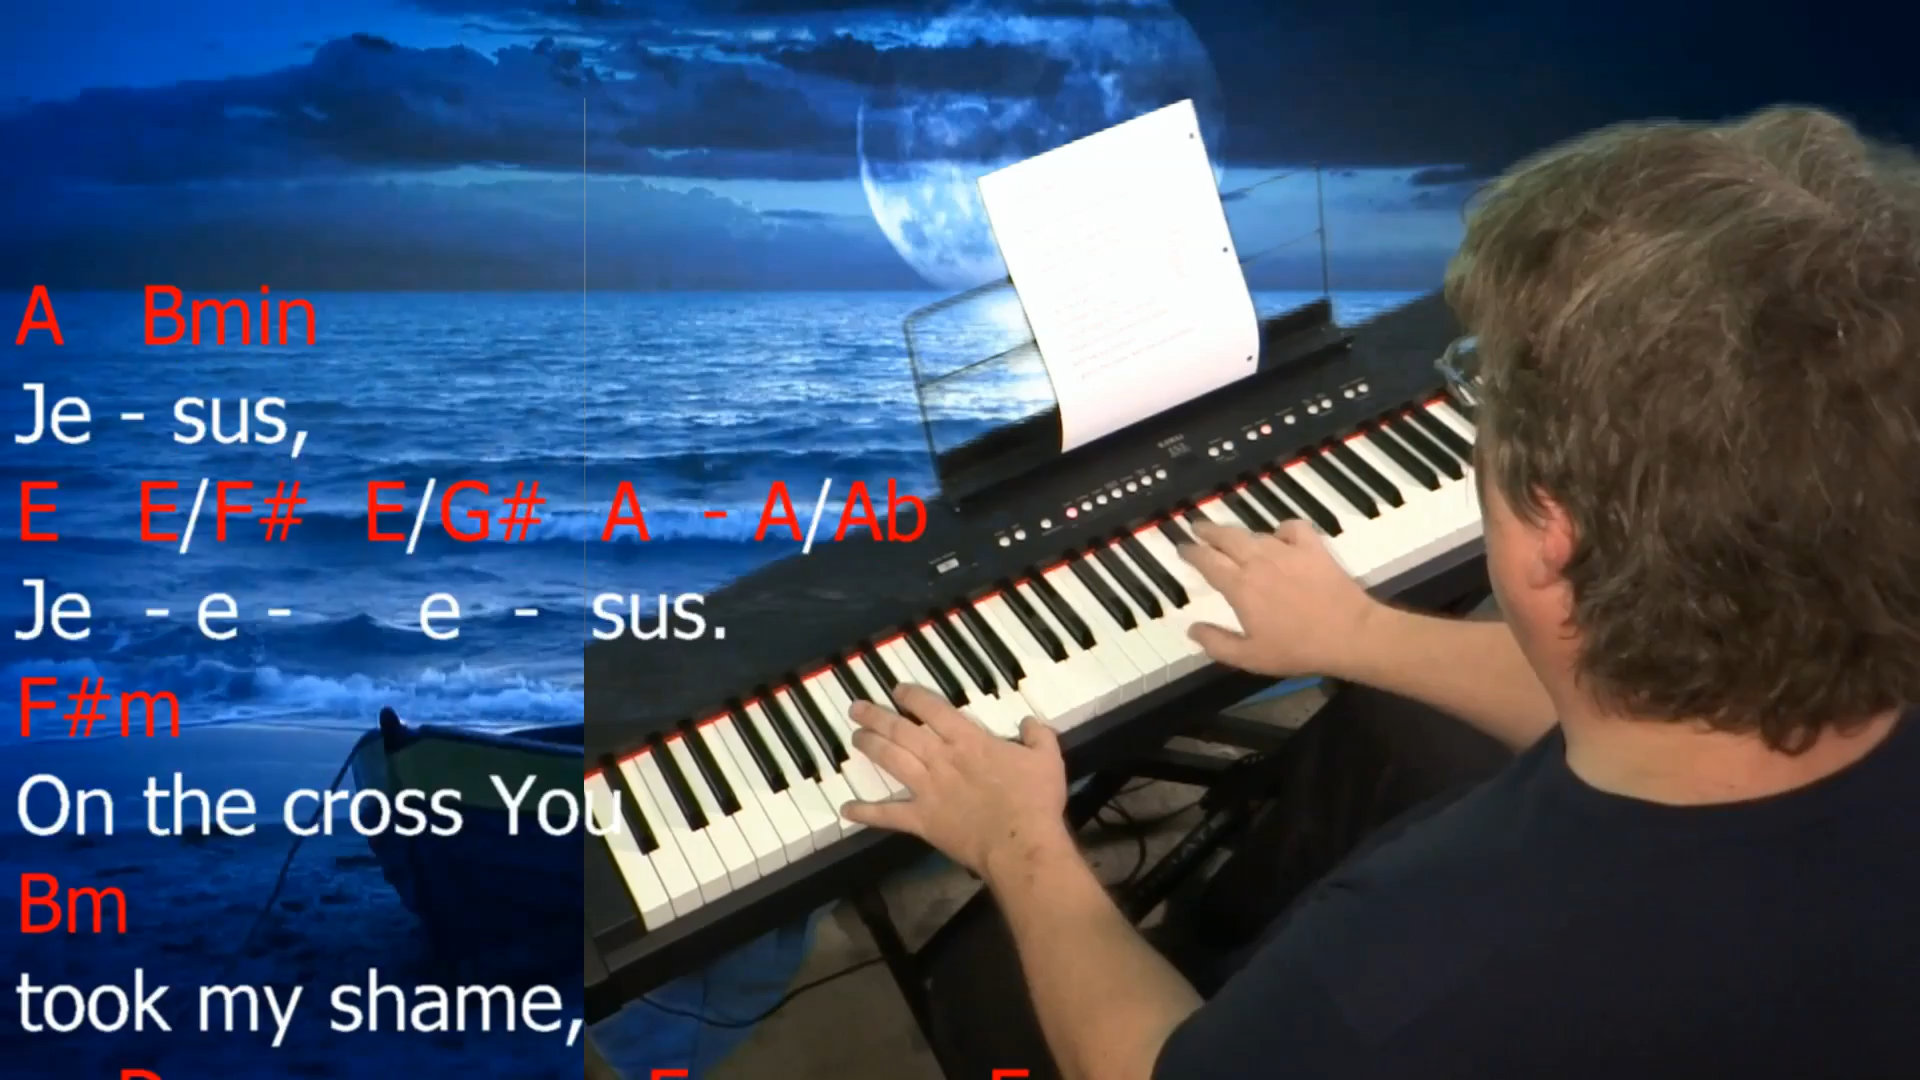 A Bmin
Je - sus,
E E/F# E/G# A - A/Ab
Je - e - e - sus.
F#m
On the cross You
Bm
took my shame,